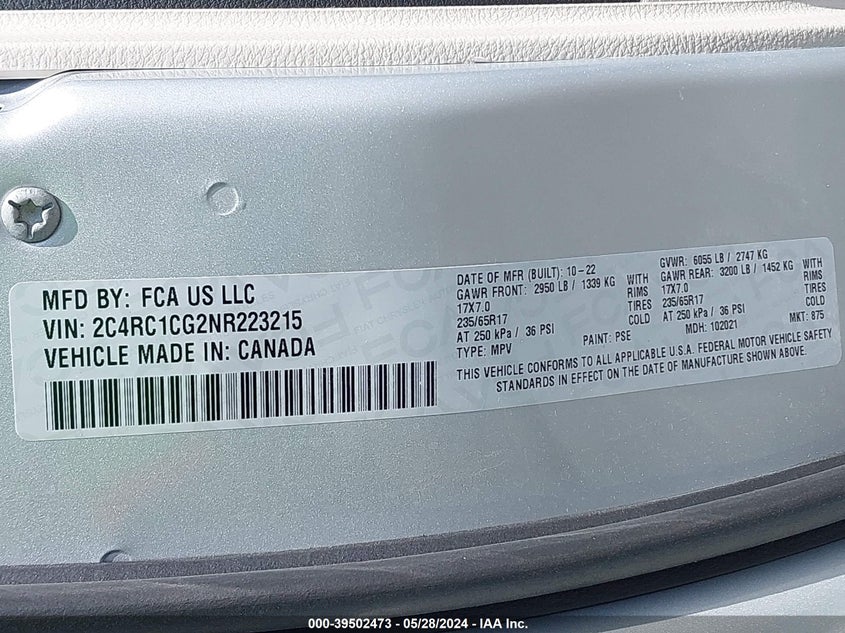 MFD BY: FCA US LLC
VIN: 2C4RC1CG2NR223215
VEHICLE MADE IN: CANADA
DATE OF MFR (BUILT): 10-22
GAWR FRONT: 2950 LB / 1339 KG WITH
17X7.0 RIMS
235/65R17 TIRES
AT 250 kPa / 36 PSI COLD
TYPE: MPV PAINT: PSE
GVWR: 6055 LB / 2747 KG
GAWR REAR: 3200 LB / 1452 KG WITH
17X7.0 RIMS
235/65R17 TIRES
AT 250 kPa / 36 PSI COLD
MDH: 102021 MKT: 875
THIS VEHICLE CONFORMS TO ALL APPLICABLE U.S.A. FEDERAL MOTOR VEHICLE SAFETY
STANDARDS IN EFFECT ON THE DATE OF MANUFACTURE SHOWN ABOVE.
000-39502473 - 05/28/2024 - IAA Inc.